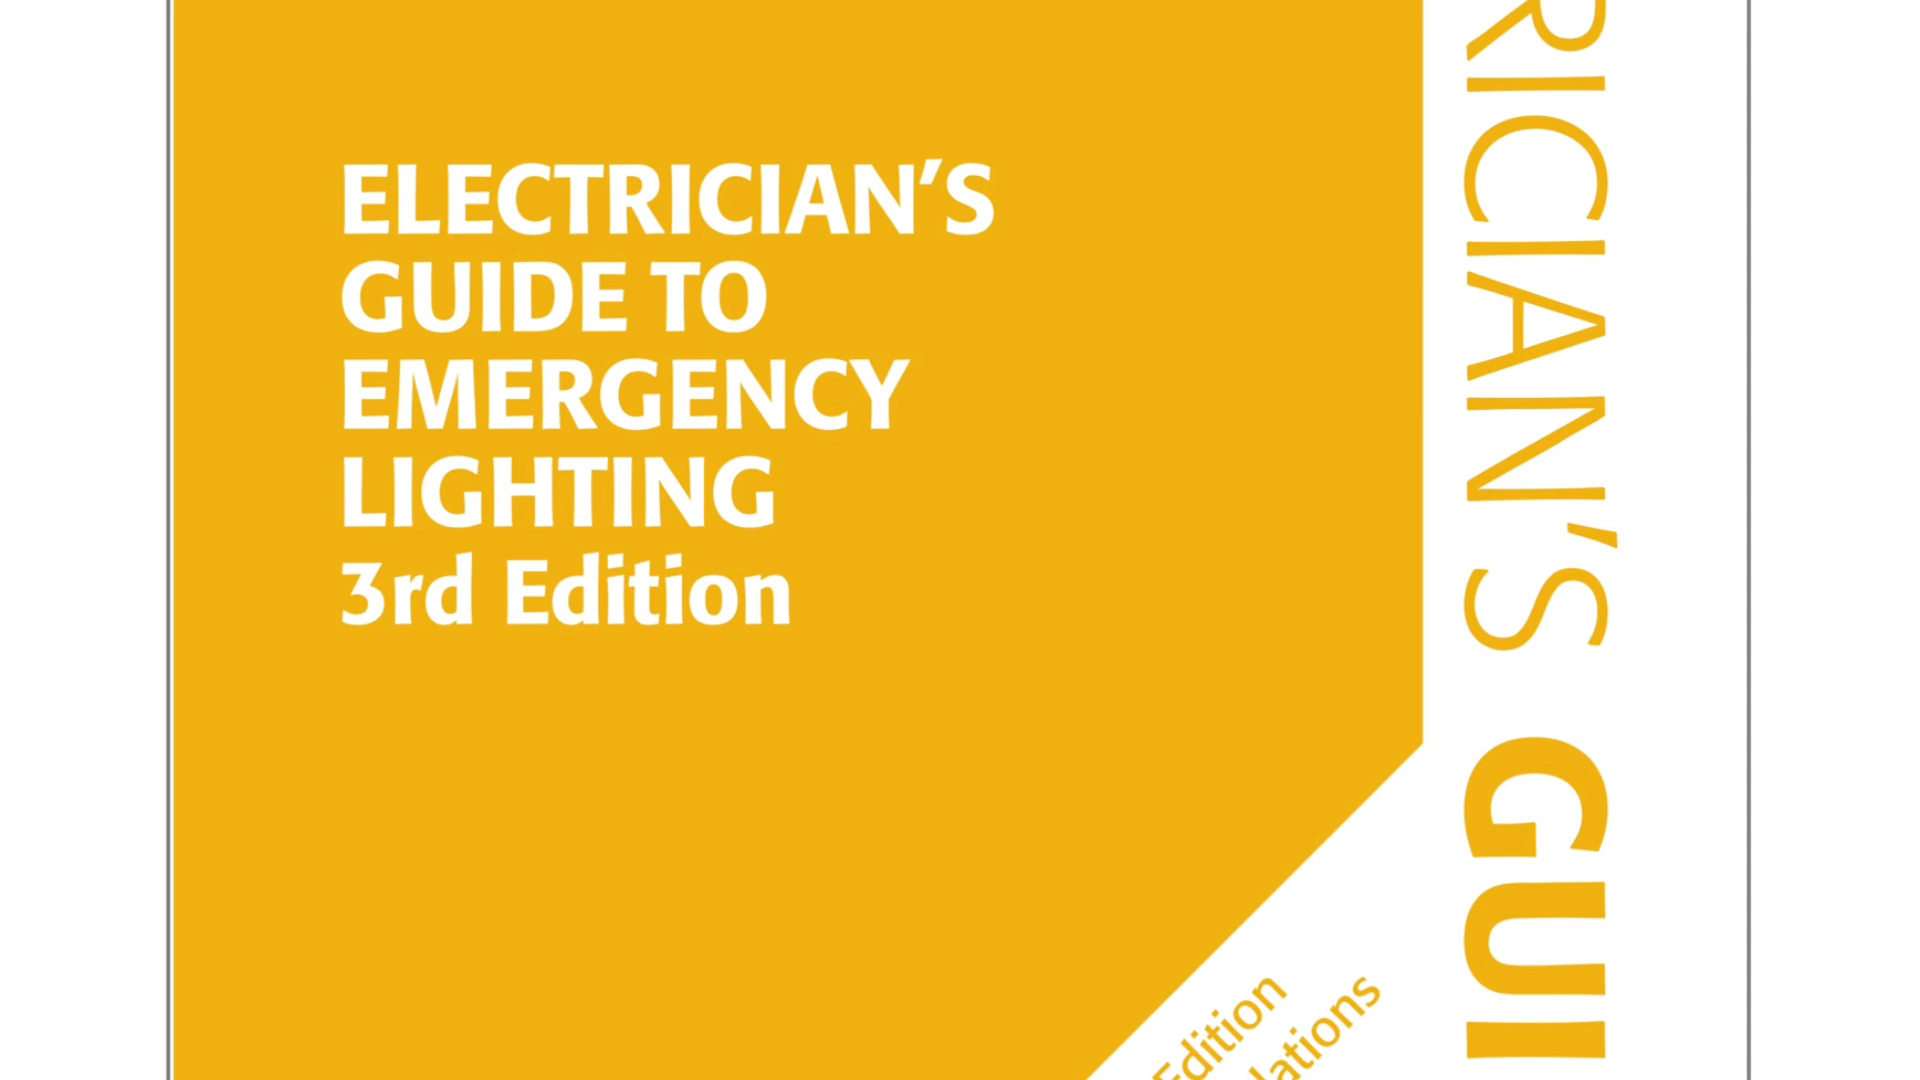 ELECTRICIAN’S
GUIDE TO
EMERGENCY
LIGHTING
3rd Edition
RICIAN’S GUI
Edition
lations